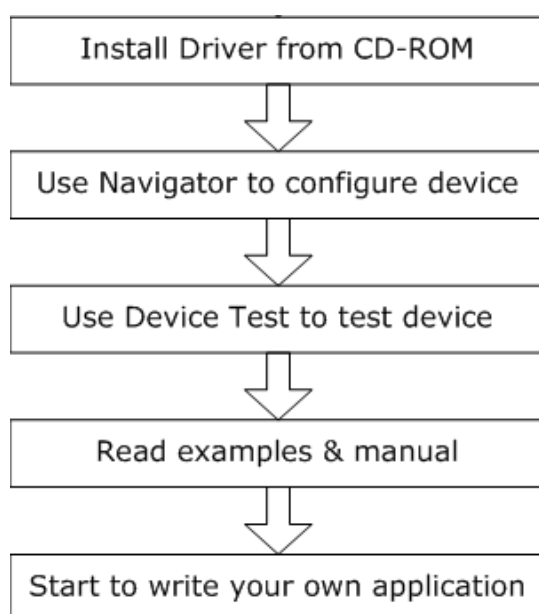 Install Driver from CD-ROM
Use Navigator to configure device
Use Device Test to test device
Read examples & manual
Start to write your own application